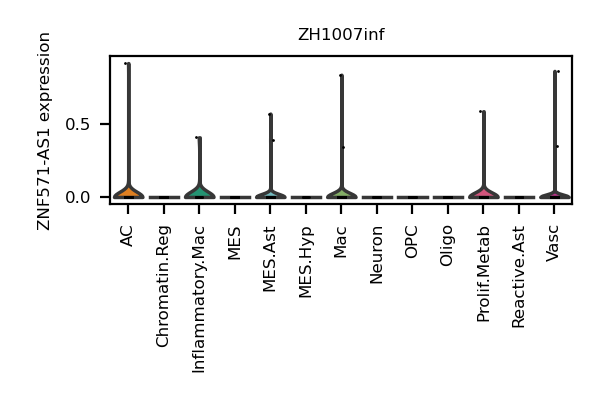 ZH1007inf
ZNF571-AS1 expression
0.5
0.0
AC
Chromatin.Reg
Inflammatory.Mac
MES
MES.Ast
MES.Hyp
Mac
Neuron
OPC
Oligo
Prolif.Metab
Reactive.Ast
Vasc